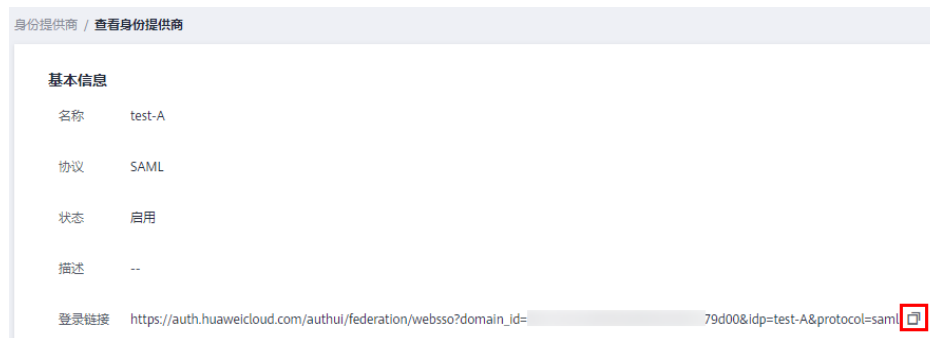 身份提供商 / 查看身份提供商
基本信息
名称 test-A
协议 SAML
状态 启用
描述 --
登录链接 https://auth.huaweicloud.com/authui/federation/websso?domain_id= 79d00&idp=test-A&protocol=saml